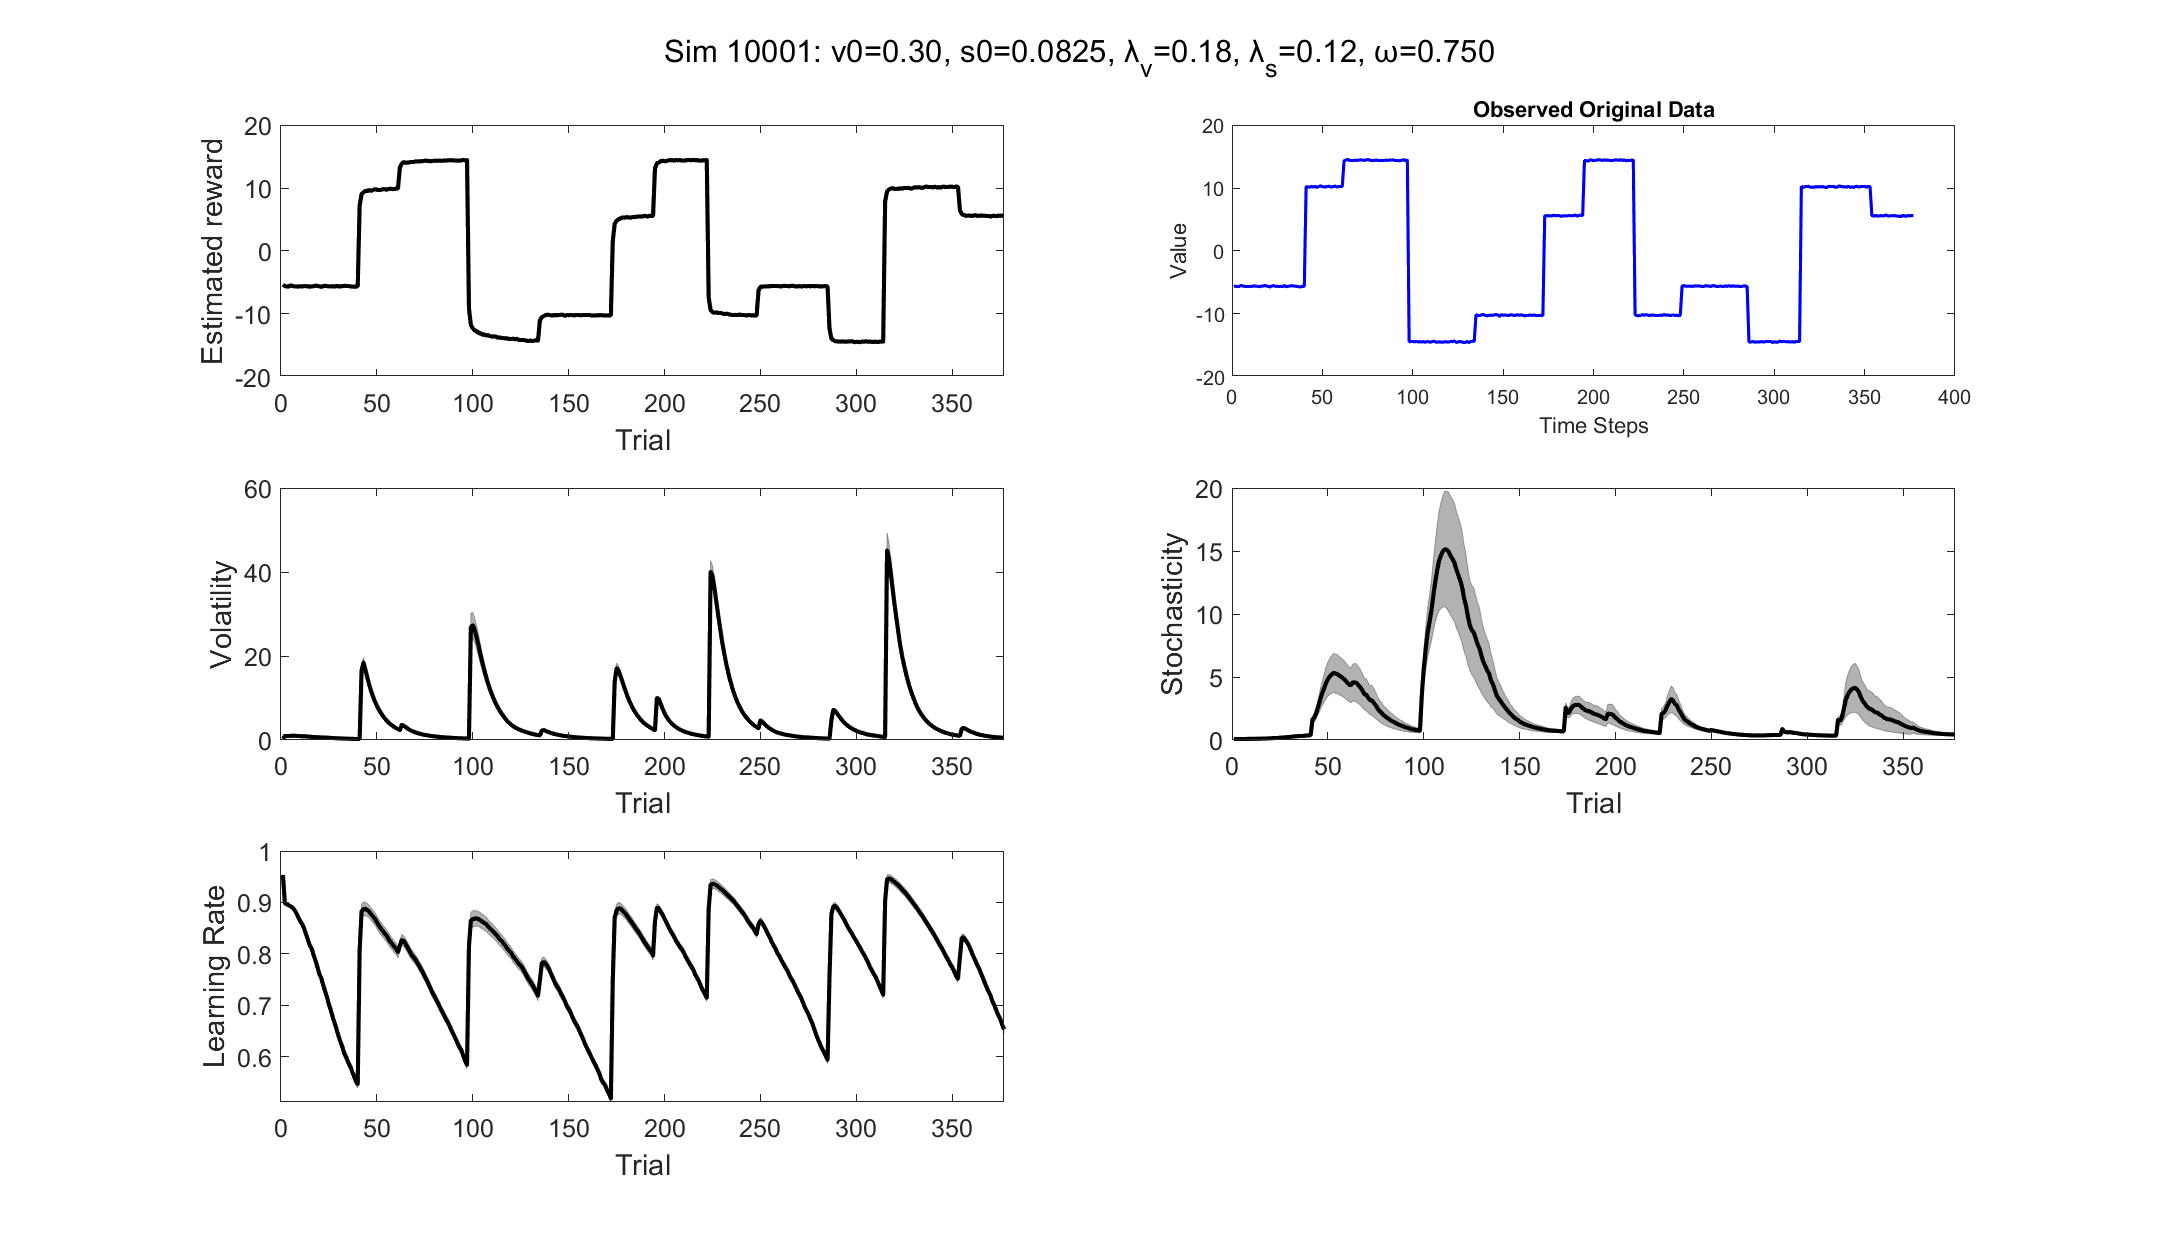 Sim 10001: v0=0.30, s0=0.0825, λv=0.18, λs=0.12, ω=0.750
Estimated reward
20
10
0
-10
-20
0 50 100 150 200 250 300 350
Trial
Observed Original Data
Value
20
10
0
-10
-20
0 50 100 150 200 250 300 350 400
Time Steps
Volatility
60
40
20
0
0 50 100 150 200 250 300 350
Trial
Stochasticity
20
15
10
5
0
0 50 100 150 200 250 300 350
Trial
Learning Rate
1
0.9
0.8
0.7
0.6
0 50 100 150 200 250 300 350
Trial